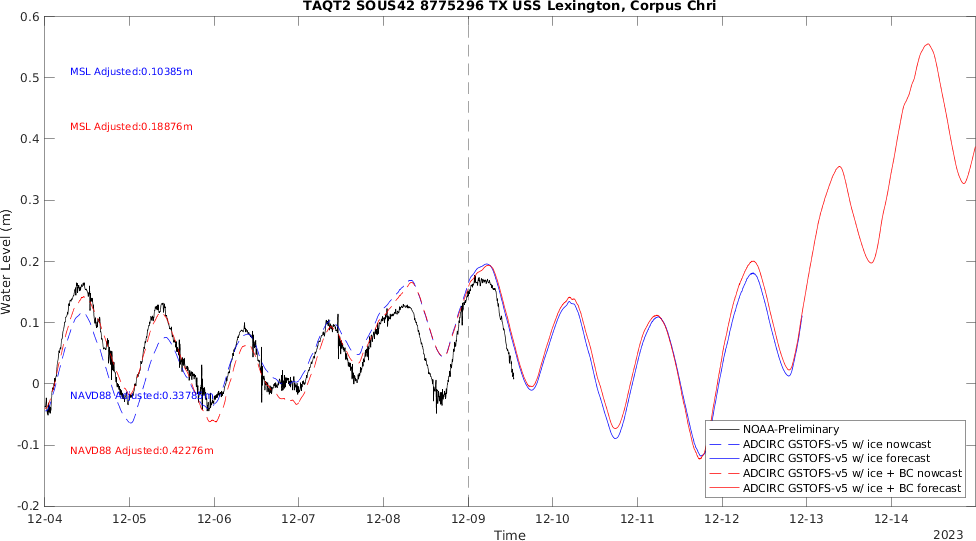 TAQT2 SOUS42 8775296 TX USS Lexington, Corpus Chri
0.6
0.5
0.4
0.3
0.2
0.1
0
-0.1
-0.2
Water Level (m)
MSL Adjusted:0.10385m
MSL Adjusted:0.18876m
NAVD88 Adjusted:0.3378
NAVD88 Adjusted:0.42276m
NOAA-Preliminary
ADCIRC GSTOFS-v5 w/ ice nowcast
ADCIRC GSTOFS-v5 w/ ice forecast
ADCIRC GSTOFS-v5 w/ ice + BC nowcast
ADCIRC GSTOFS-v5 w/ ice + BC forecast
12-04 12-05 12-06 12-07 12-08 12-09 12-10 12-11 12-12 12-13 12-14
Time
2023